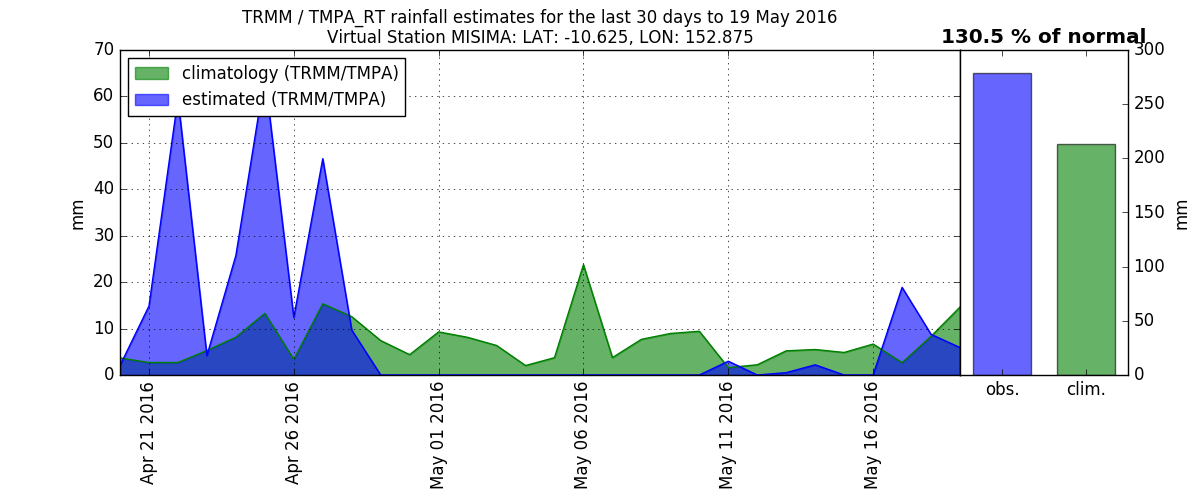 TRMM / TMPA_RT rainfall estimates for the last 30 days to 19 May 2016
Virtual Station MISIMA: LAT: -10.625, LON: 152.875
130.5 % of normal
climatology (TRMM/TMPA)
estimated (TRMM/TMPA)
70
60
50
40
30
20
10
0
mm
Apr 21 2016
Apr 26 2016
May 01 2016
May 06 2016
May 11 2016
May 16 2016
300
250
200
150
100
50
0
mm
obs.
clim.